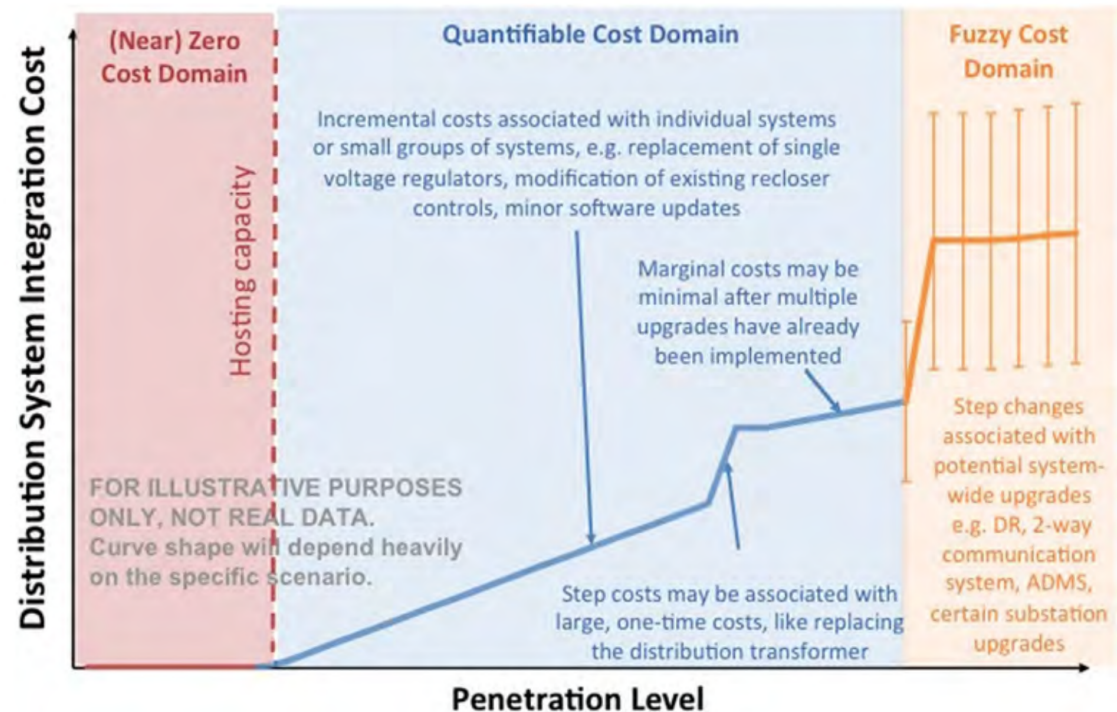 (Near) Zero
Cost Domain
Quantifiable Cost Domain
Fuzzy Cost
Domain
Distribution System Integration Cost
Hosting capacity
Incremental costs associated with individual systems
or small groups of systems, e.g. replacement of single
voltage regulators, modification of existing recloser
controls, minor software updates
Marginal costs may be
minimal after multiple
upgrades have already
been implemented
FOR ILLUSTRATIVE PURPOSES
ONLY, NOT REAL DATA.
Curve shape will depend heavily
on the specific scenario.
Step costs may be associated with
large, one-time costs, like replacing
the distribution transformer
Step changes
associated with
potential system-
wide upgrades
e.g. DR, 2-way
communication
system, ADMS,
certain substation
upgrades
Penetration Level